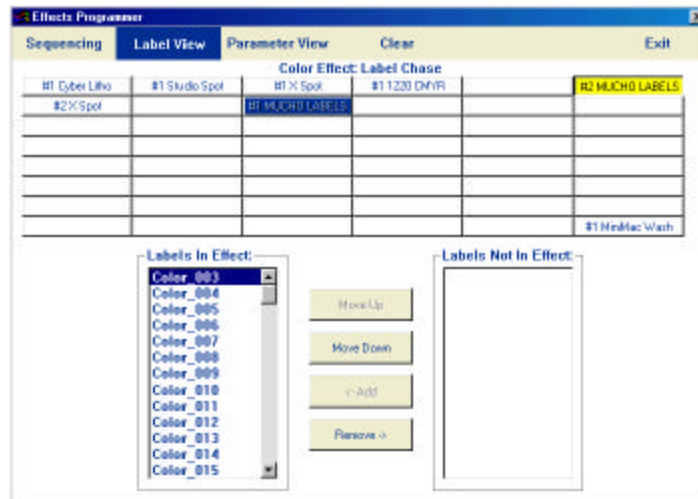 Effects Programmer
Sequencing Label View Parameter View Clear Exit
Color Effect: Label Chase
#1 Cyber Litho #1 Studio Spot #1 X Spot #1 1220 CMYR #2 MUCHO LABELS
#2 X Spot #1 MUCHO LABELS
#1 MiniMac Wash
Labels In Effect: Labels Not In Effect:
Color_003
Color_004
Color_005
Color_006
Color_007
Color_008
Color_009
Color_010
Color_011
Color_012
Color_013
Color_014
Color_015
Move Up
Move Down
<-Add
Remove ->